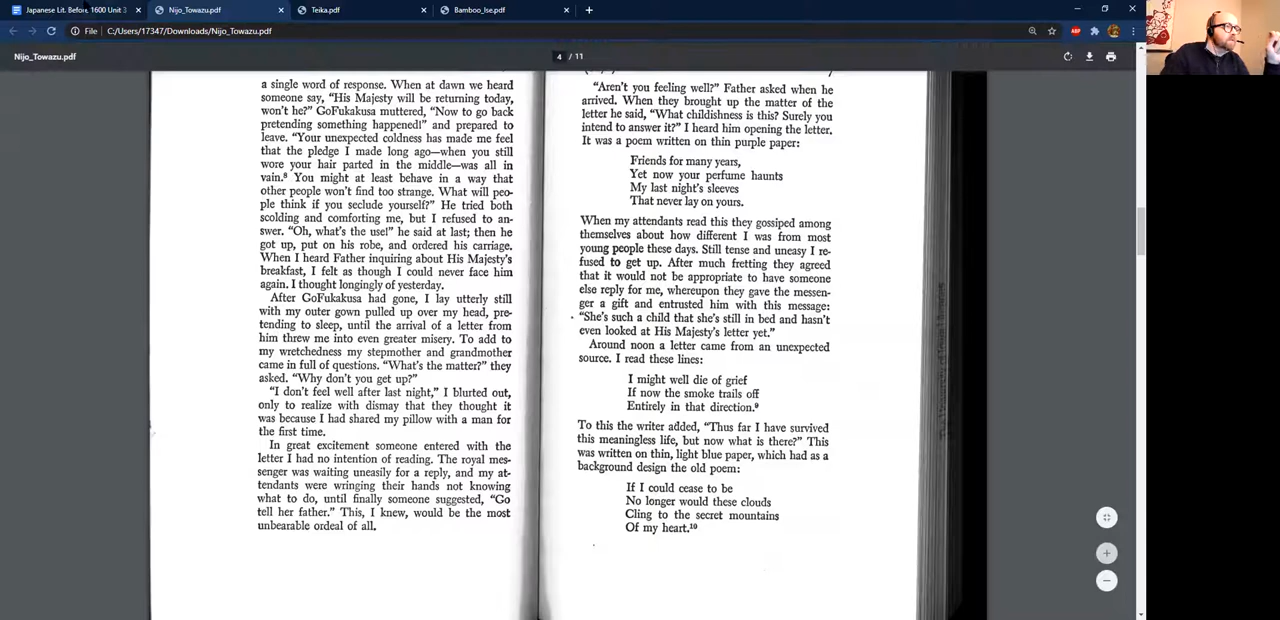 Japanese Lit. Before 1600 Unit 3
Nijo_Towazu.pdf
Teika.pdf
Bamboo_Ise.pdf
File
C:/Users/17347/Downloads/Nijo_Towazu.pdf
ABP
Nijo_Towazu.pdf
4 / 11
a single word of response. When at dawn we heard
someone say, "His Majesty will be returning today,
won't he?" GoFukakusa muttered, "Now to go back
pretending something happened!" and prepared to
leave. "Your unexpected coldness has made me feel
that the pledge I made long ago—when you still
wore your hair parted in the middle—was all in
vain.⁸ You might at least behave in a way that
other people won't find too strange. What will peo-
ple think if you seclude yourself?" He tried both
scolding and comforting me, but I refused to an-
swer. "Oh, what's the use!" he said at last; then he
got up, put on his robe, and ordered his carriage.
When I heard Father inquiring about His Majesty's
breakfast, I felt as though I could never face him
again. I thought longingly of yesterday.
After GoFukakusa had gone, I lay utterly still
with my outer gown pulled up over my head, pre-
tending to sleep, until the arrival of a letter from
him threw me into even greater misery. To add to
my wretchedness my stepmother and grandmother
came in full of questions. "What's the matter?" they
asked. "Why don't you get up?"
"I don't feel well after last night," I blurted out,
only to realize with dismay that they thought it
was because I had shared my pillow with a man for
the first time.
In great excitement someone entered with the
letter I had no intention of reading. The royal mes-
senger was waiting uneasily for a reply, and my at-
tendants were wringing their hands not knowing
what to do, until finally someone suggested, "Go
tell her father." This, I knew, would be the most
unbearable ordeal of all.
"Aren't you feeling well?" Father asked when he
arrived. When they brought up the matter of the
letter he said, "What childishness is this? Surely you
intend to answer it?" I heard him opening the letter.
It was a poem written on thin purple paper:
Friends for many years,
Yet now your perfume haunts
My last night's sleeves
That never lay on yours.
When my attendants read this they gossiped among
themselves about how different I was from most
young people these days. Still tense and uneasy I re-
fused to get up. After much fretting they agreed
that it would not be appropriate to have someone
else reply for me, whereupon they gave the messen-
ger a gift and entrusted him with this message:
"She's such a child that she's still in bed and hasn't
even looked at His Majesty's letter yet."
Around noon a letter came from an unexpected
source. I read these lines:
I might well die of grief
If now the smoke trails off
Entirely in that direction.⁹
To this the writer added, "Thus far I have survived
this meaningless life, but now what is there?" This
was written on thin, light blue paper, which had as a
background design the old poem:
If I could cease to be
No longer would these clouds
Cling to the secret mountains
Of my heart.¹⁰